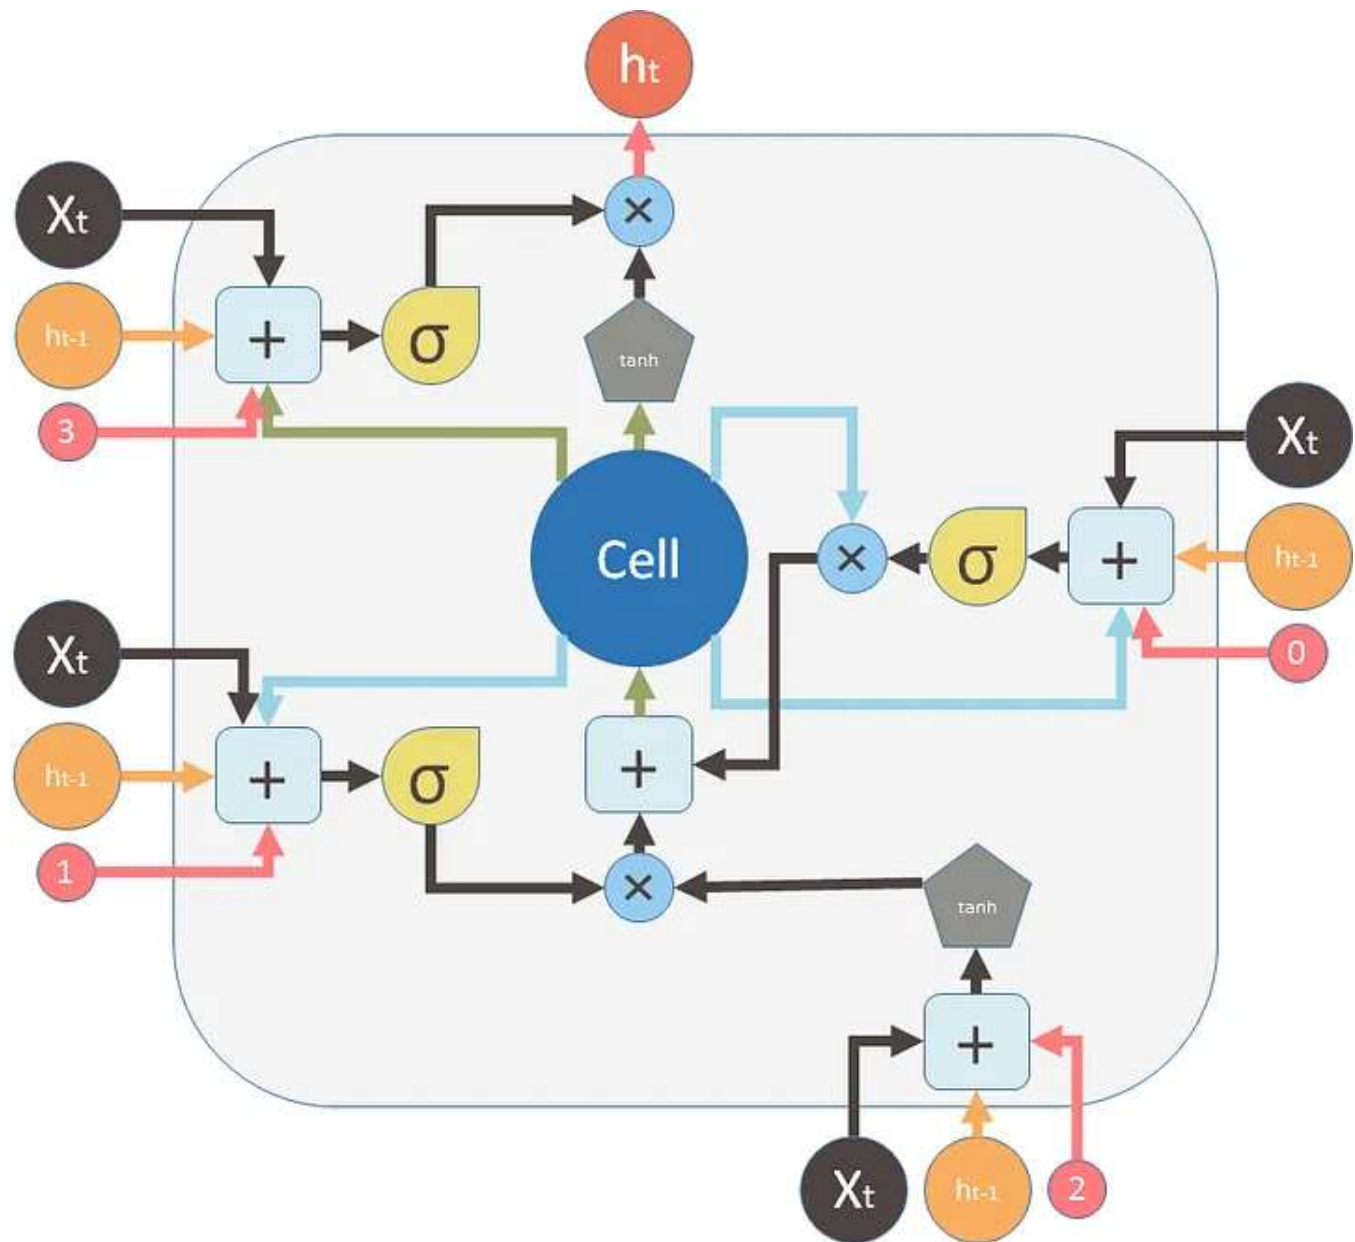 ht
×
Xt
+
σ
ht-1
tanh
3
Xt
Cell
×
σ
+
ht-1
Xt
0
ht-1
+
σ
+
1
×
tanh
+
Xt
ht-1
2